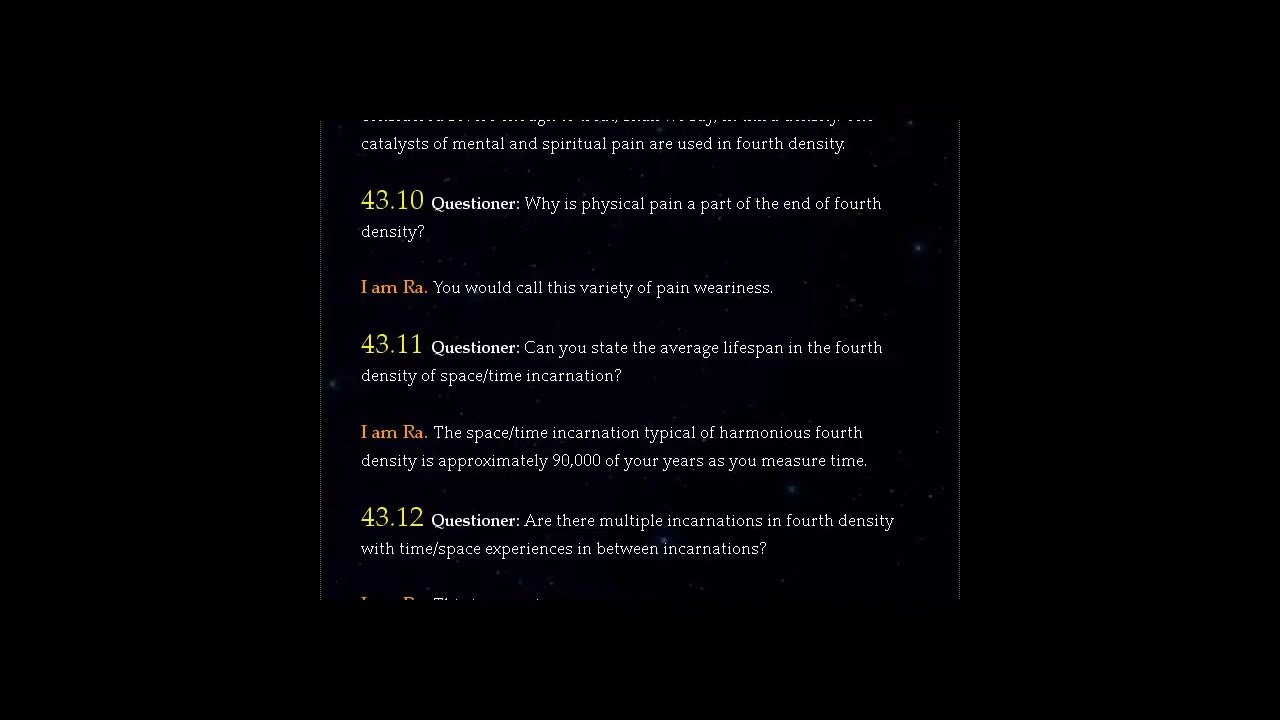 catalysts of mental and spiritual pain are used in fourth density.
43.10 Questioner: Why is physical pain a part of the end of fourth
density?
I am Ra. You would call this variety of pain weariness.
43.11 Questioner: Can you state the average lifespan in the fourth
density of space/time incarnation?
I am Ra. The space/time incarnation typical of harmonious fourth
density is approximately 90,000 of your years as you measure time.
43.12 Questioner: Are there multiple incarnations in fourth density
with time/space experiences in between incarnations?